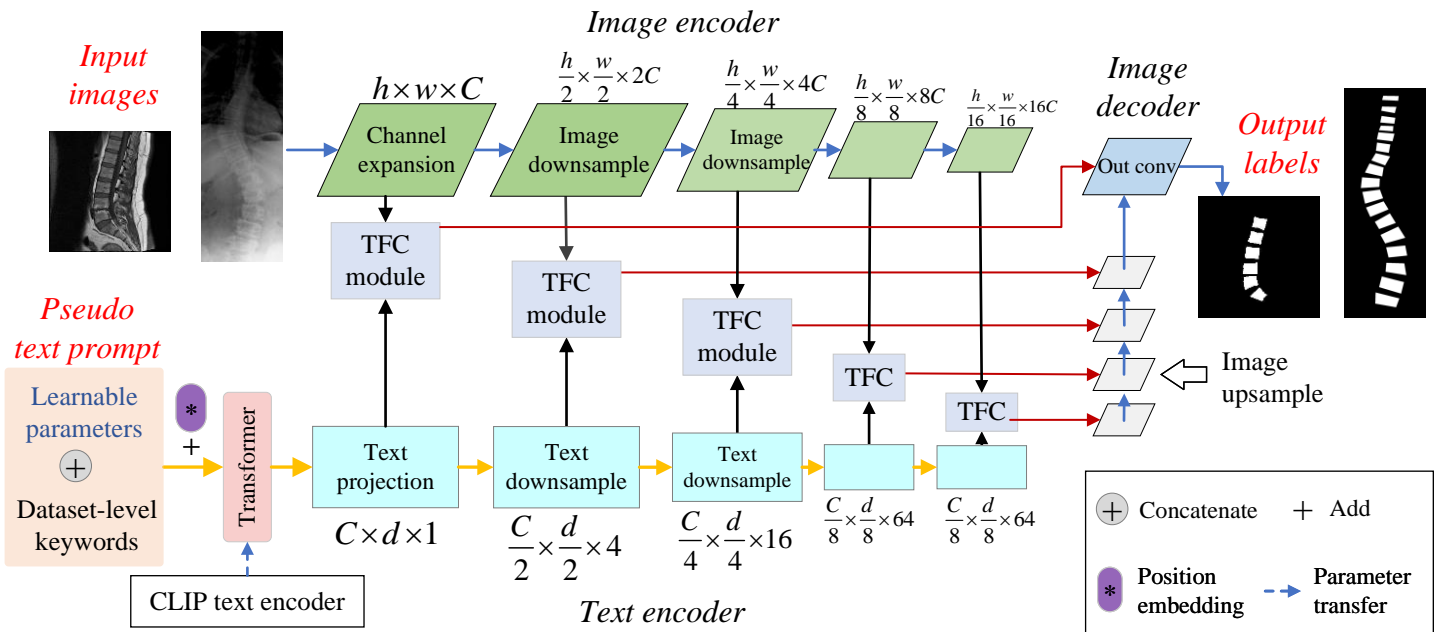 Image encoder
Input
images
h×w×C
h/2×w/2×2C
h/4×w/4×4C
h/8×w/8×8C
h/16×w/16×16C
Image
decoder
Channel
expansion
Image
downsample
Image
downsample
Out conv
Output
labels
TFC
module
TFC
module
TFC
module
TFC
TFC
Image
upsample
Pseudo
text prompt
Learnable
parameters
+
Dataset-level
keywords
*
+
Transformer
Text
projection
Text
downsample
Text
downsample
C×d×1
C/2×d/2×4
C/4×d/4×16
C/8×d/8×64
C/8×d/8×64
CLIP text encoder
Text encoder
+ Concatenate
+ Add
* Position
embedding
Parameter
transfer